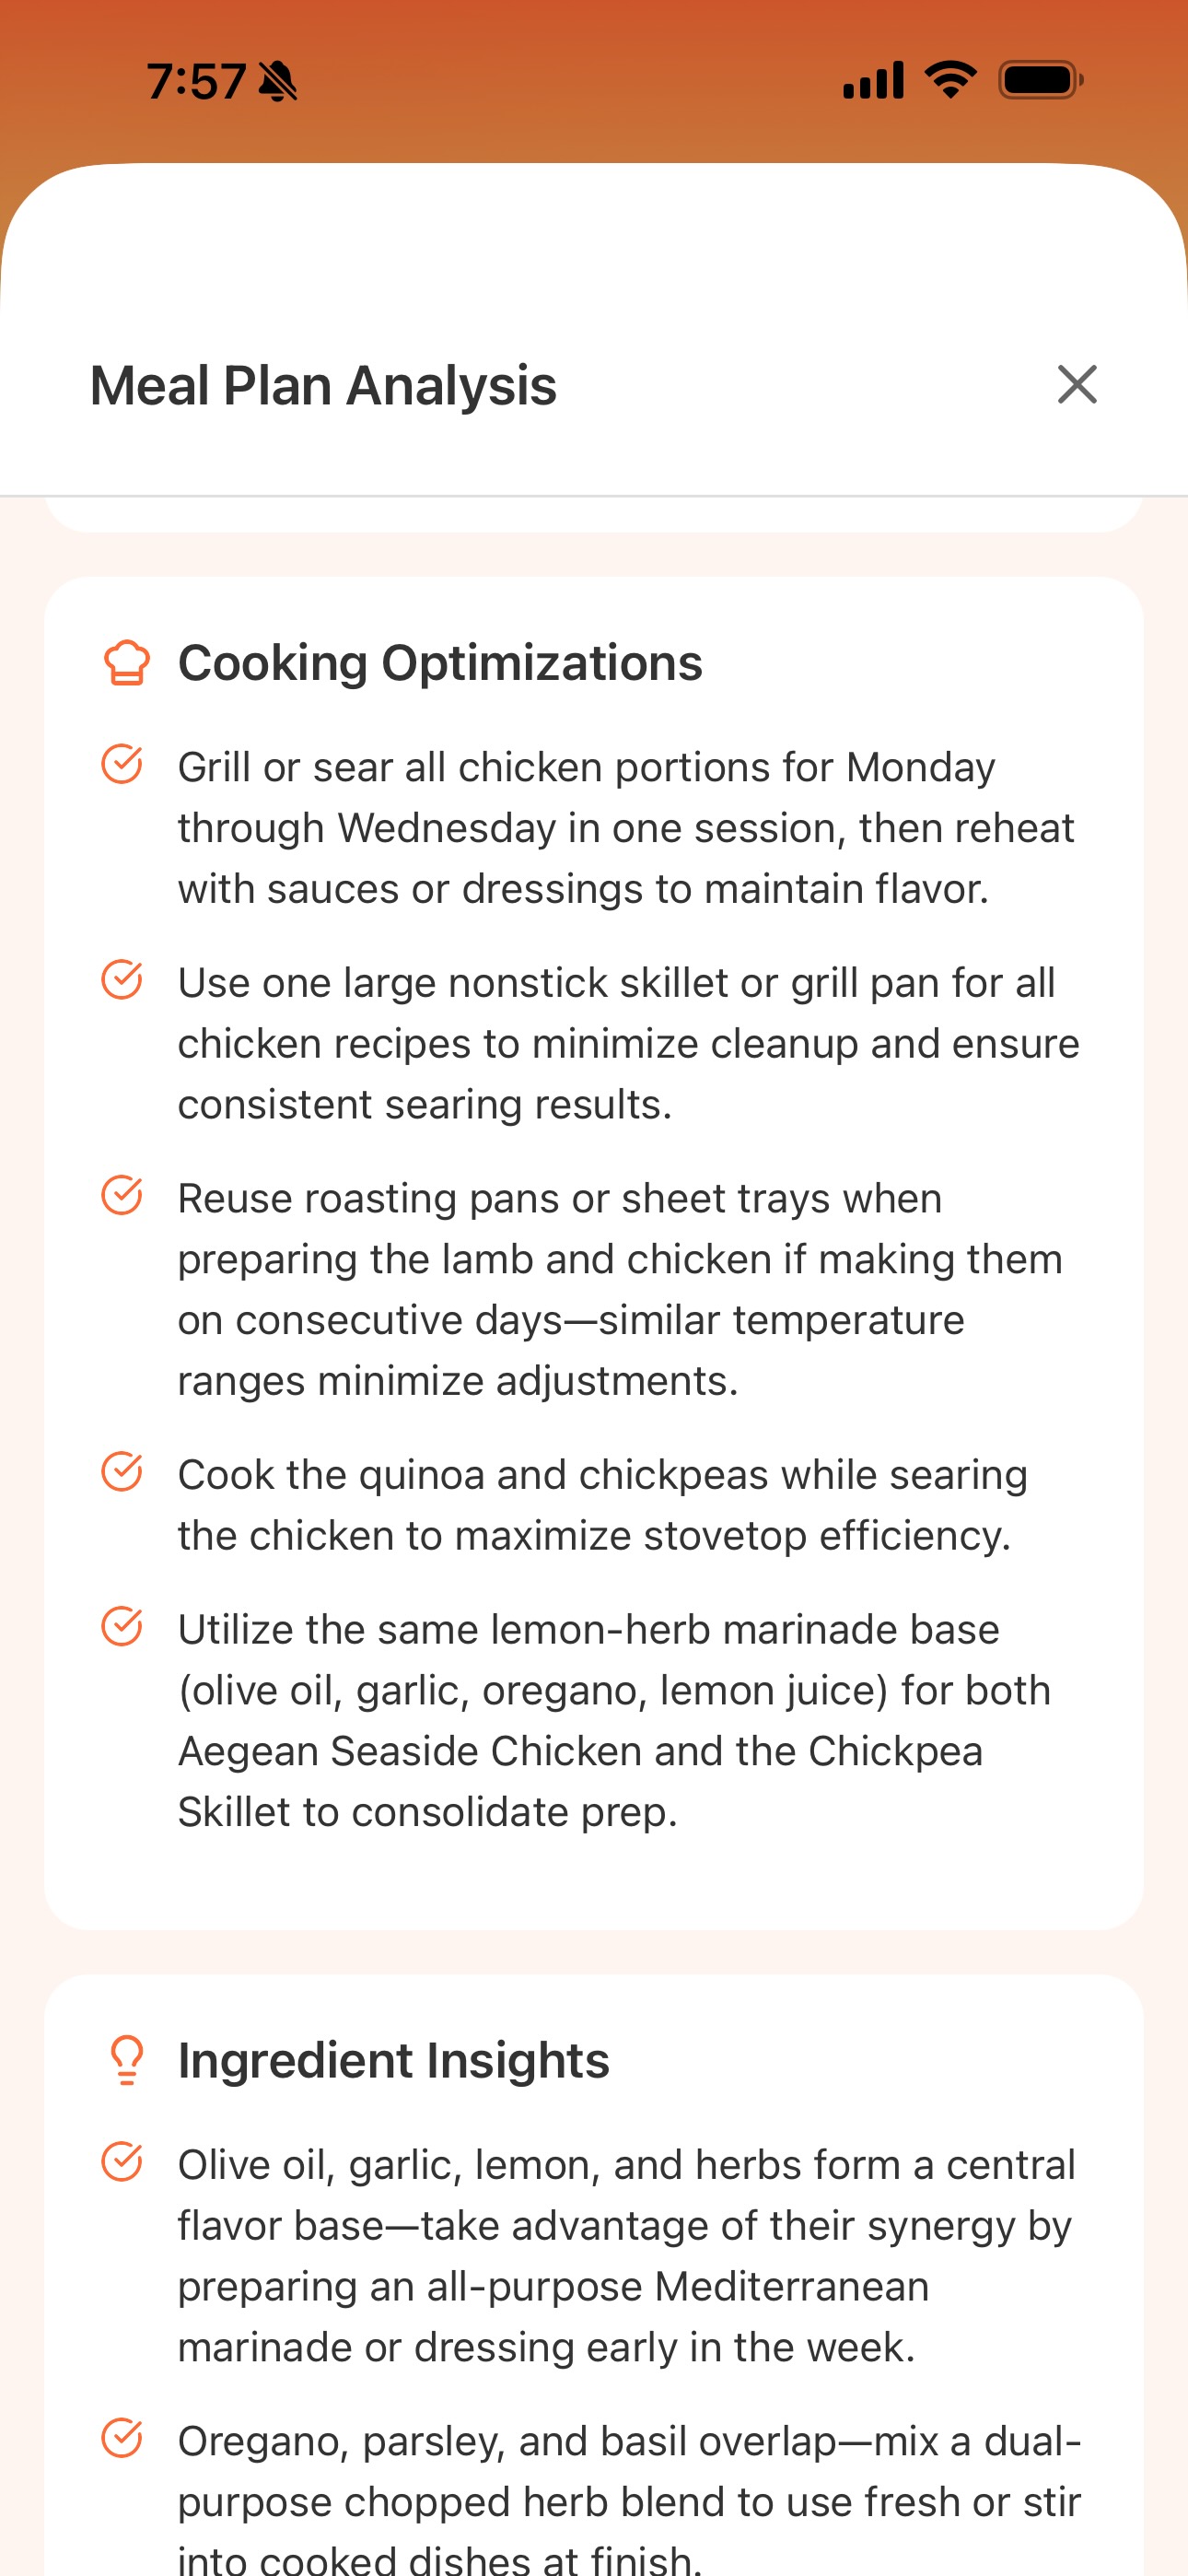 7:57
Meal Plan Analysis
Cooking Optimizations
Grill or sear all chicken portions for Monday
through Wednesday in one session, then reheat
with sauces or dressings to maintain flavor.
Use one large nonstick skillet or grill pan for all
chicken recipes to minimize cleanup and ensure
consistent searing results.
Reuse roasting pans or sheet trays when
preparing the lamb and chicken if making them
on consecutive days—similar temperature
ranges minimize adjustments.
Cook the quinoa and chickpeas while searing
the chicken to maximize stovetop efficiency.
Utilize the same lemon-herb marinade base
(olive oil, garlic, oregano, lemon juice) for both
Aegean Seaside Chicken and the Chickpea
Skillet to consolidate prep.
Ingredient Insights
Olive oil, garlic, lemon, and herbs form a central
flavor base—take advantage of their synergy by
preparing an all-purpose Mediterranean
marinade or dressing early in the week.
Oregano, parsley, and basil overlap—mix a dual-
purpose chopped herb blend to use fresh or stir
into cooked dishes at finish.